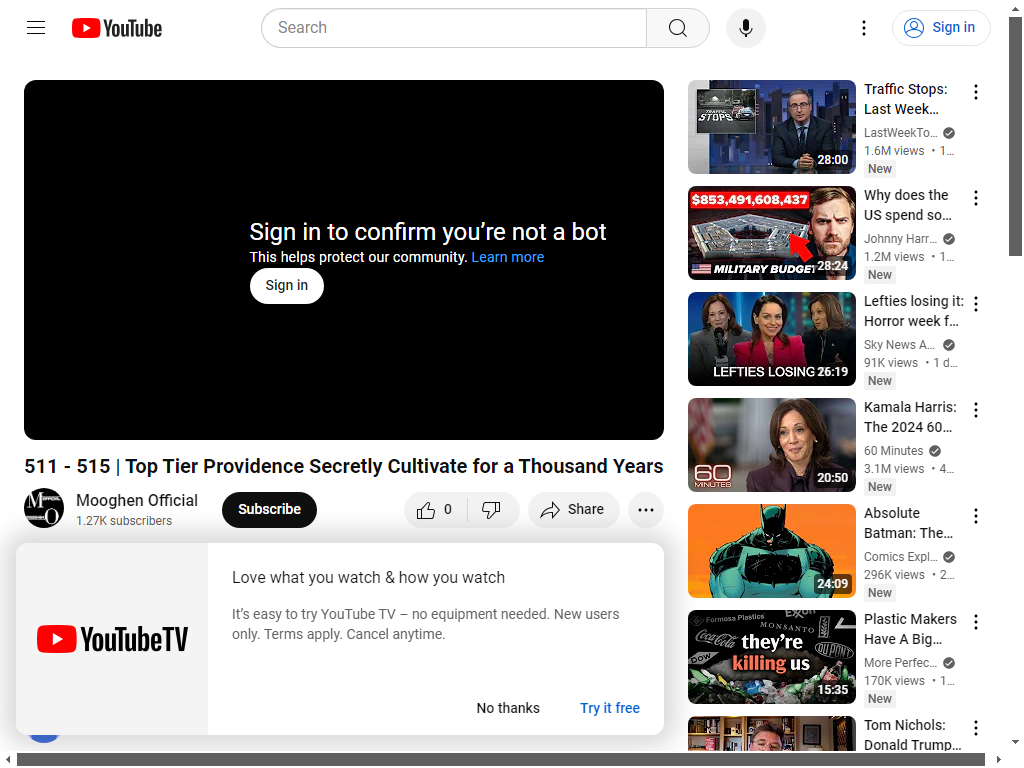 YouTube
Search
Sign in
Sign in to confirm you’re not a bot
This helps protect our community. Learn more
Sign in
511 - 515 | Top Tier Providence Secretly Cultivate for a Thousand Years
Mooghen Official
1.27K subscribers
Subscribe
0
Share
YouTubeTV
Love what you watch & how you watch
It’s easy to try YouTube TV – no equipment needed. New users
only. Terms apply. Cancel anytime.
No thanks
Try it free
TRAFFIC
STOPS
28:00
Traffic Stops:
Last Week…
LastWeekTo…
1.6M views • 1…
New
$853,491,608,437
MILITARY BUDGET
28:24
Why does the
US spend so…
Johnny Harr…
1.2M views • 1…
New
LEFTIES LOSING
26:19
Lefties losing it:
Horror week f…
Sky News A…
91K views • 1 d…
New
60
MINUTES
20:50
Kamala Harris:
The 2024 60…
60 Minutes
3.1M views • 4…
New
24:09
Absolute
Batman: The…
Comics Expl…
296K views • 2…
New
Formosa Plastics
EXXON
MONSANTO
Coca-Cola
they’re
DOW
killing us
DUPONT
15:35
Plastic Makers
Have A Big…
More Perfec…
170K views • 1…
New
Tom Nichols:
Donald Trump…